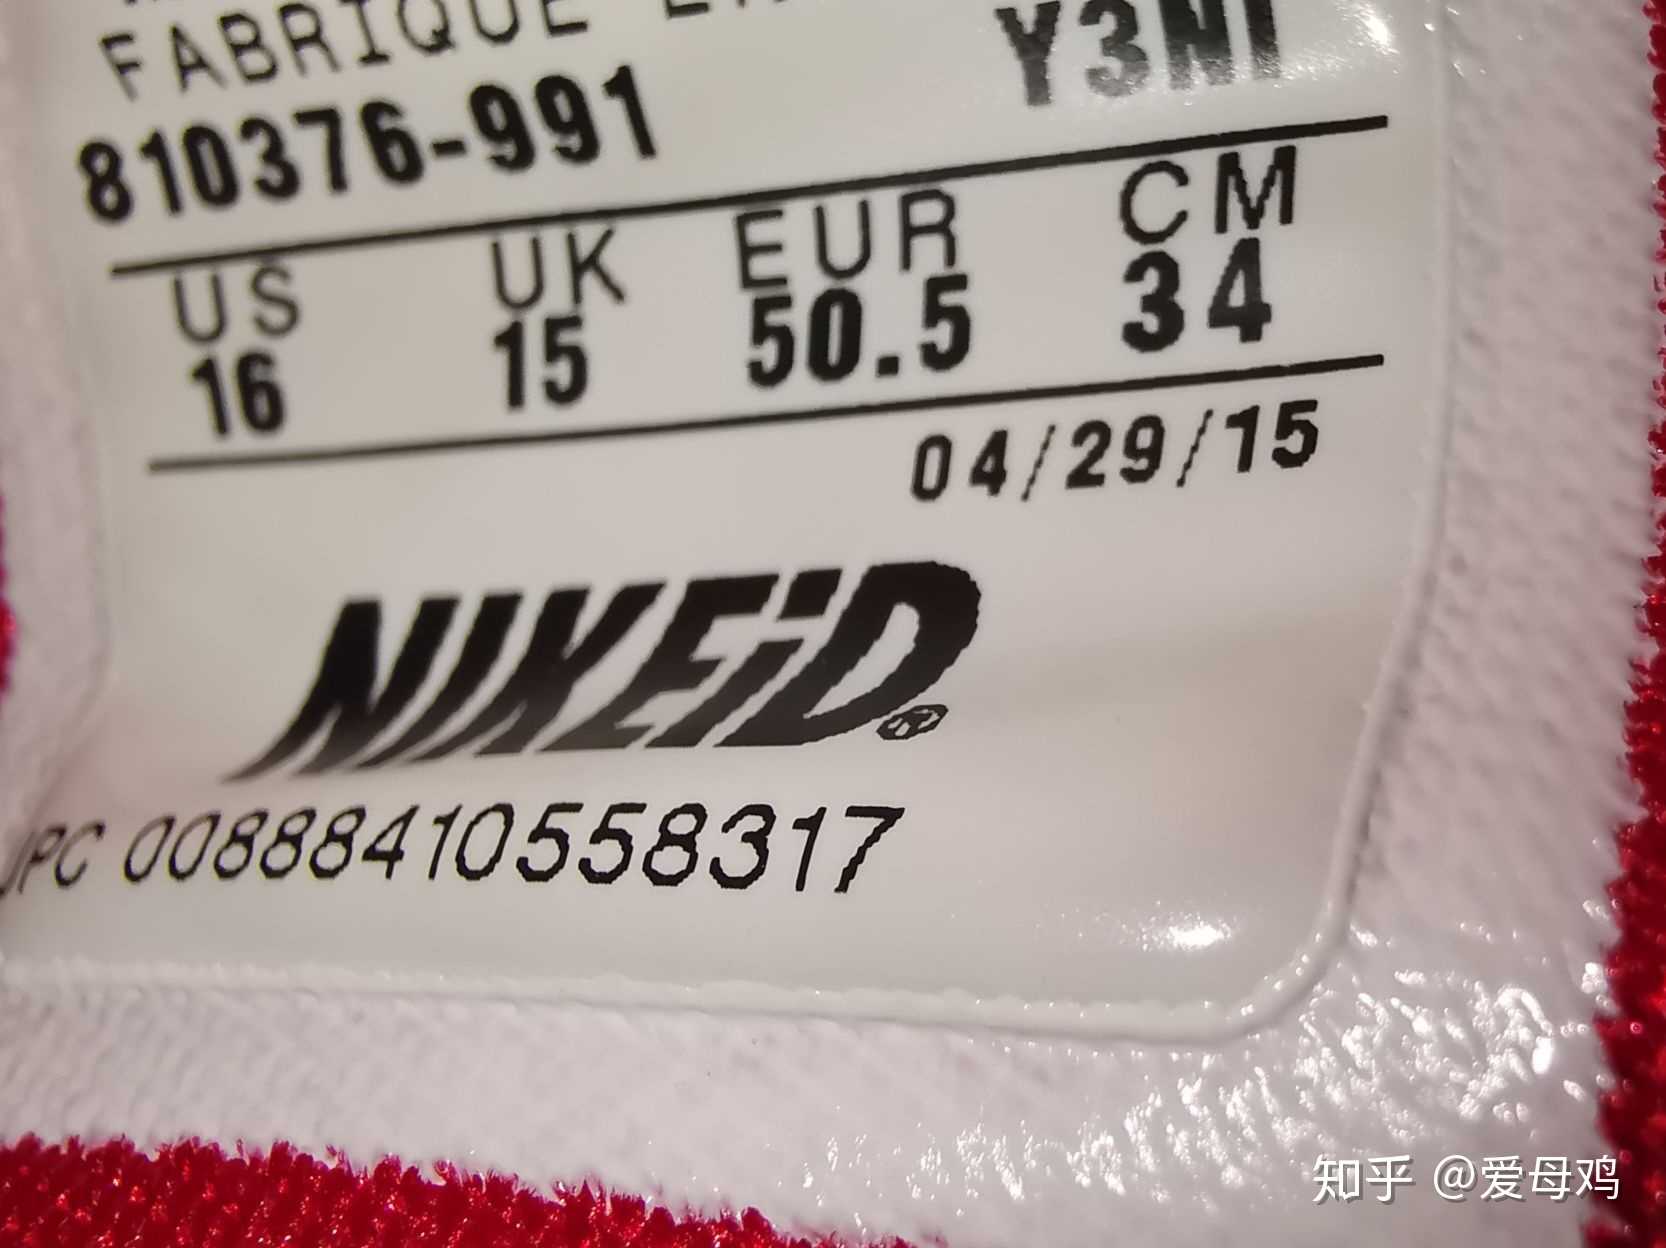 FABRIQUE
Y3NI
810376-991
US UK EUR CM
16 15 50.5 34
04/29/15
NIKEiD®
UPC 00888410558317
知乎 @爱母鸡